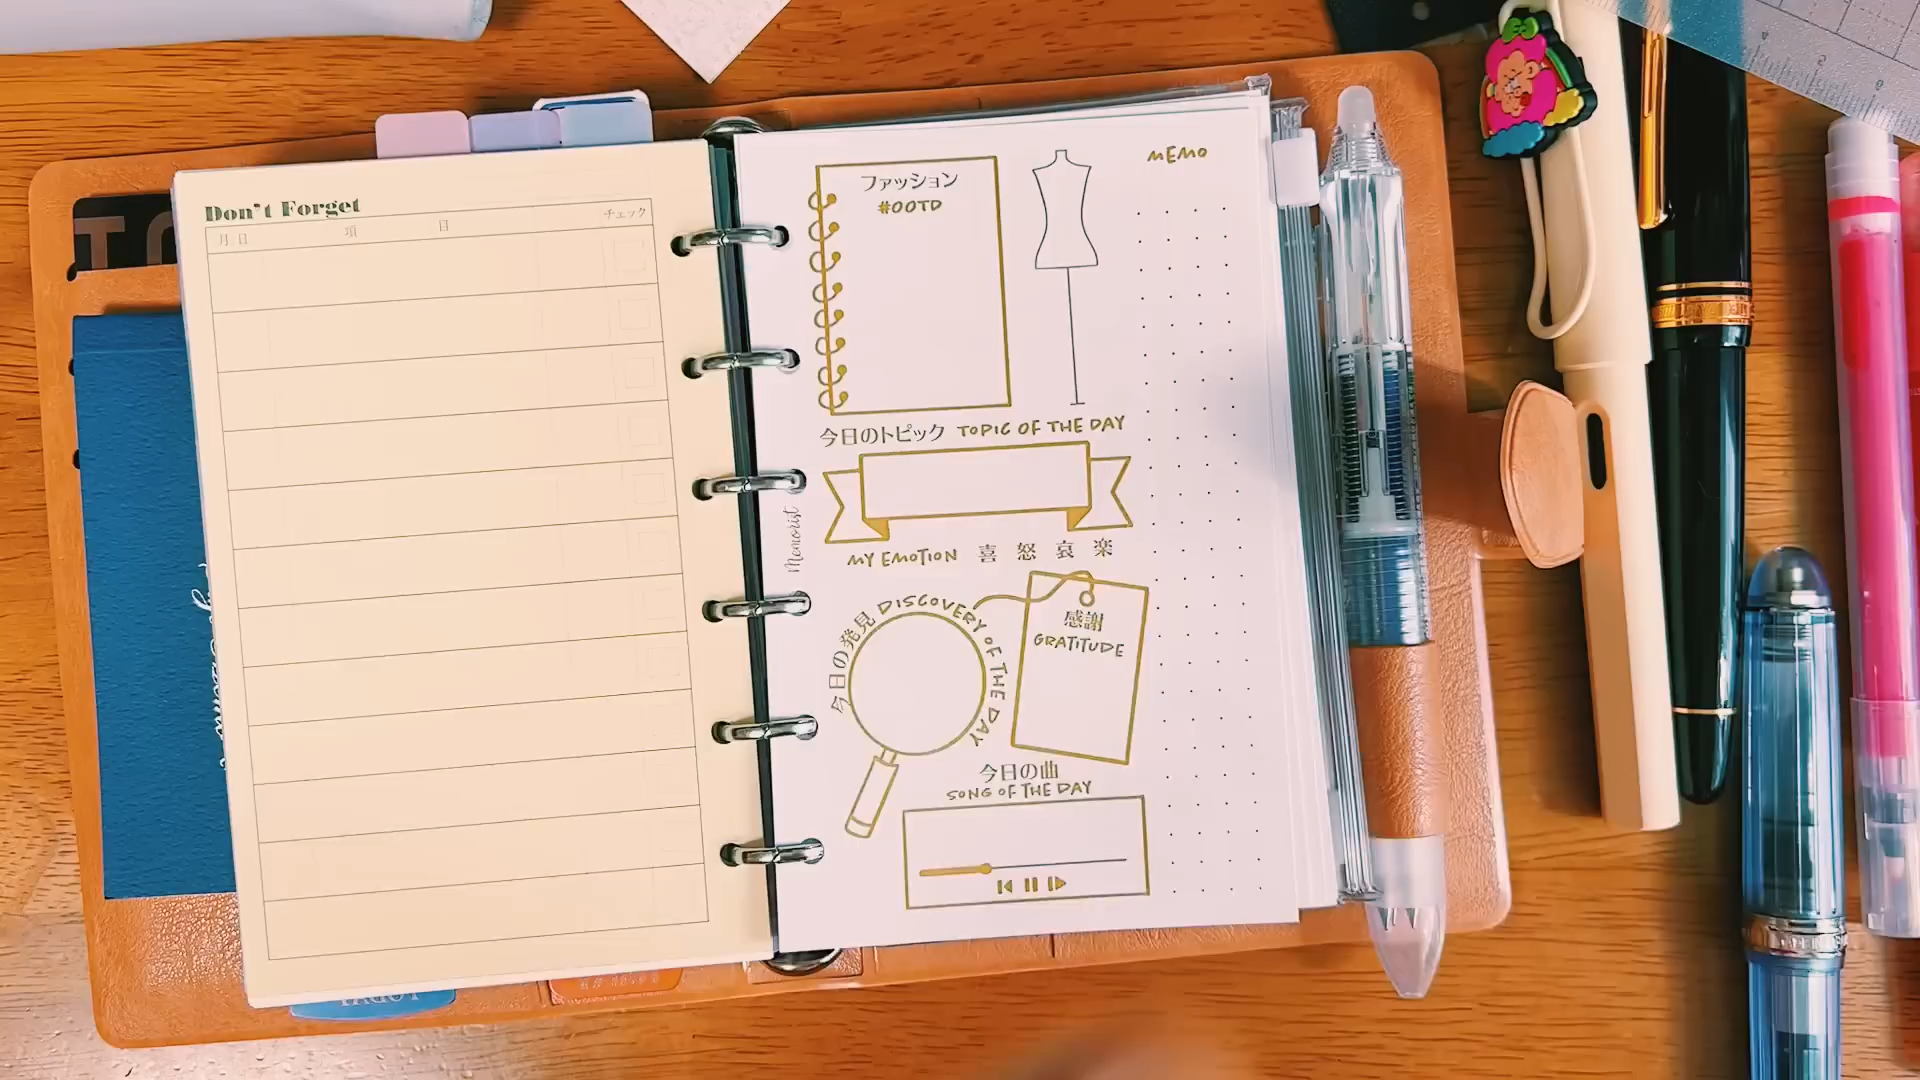 Don't Forget
月/日 項 目 チェック
ファッション
#OOTD
MEMO
今日のトピック TOPIC OF THE DAY
Memorist
MY EMOTION 喜 怒 哀 楽
今日の発見 DISCOVERY OF THE DAY
感謝
GRATITUDE
今日の曲
SONG OF THE DAY